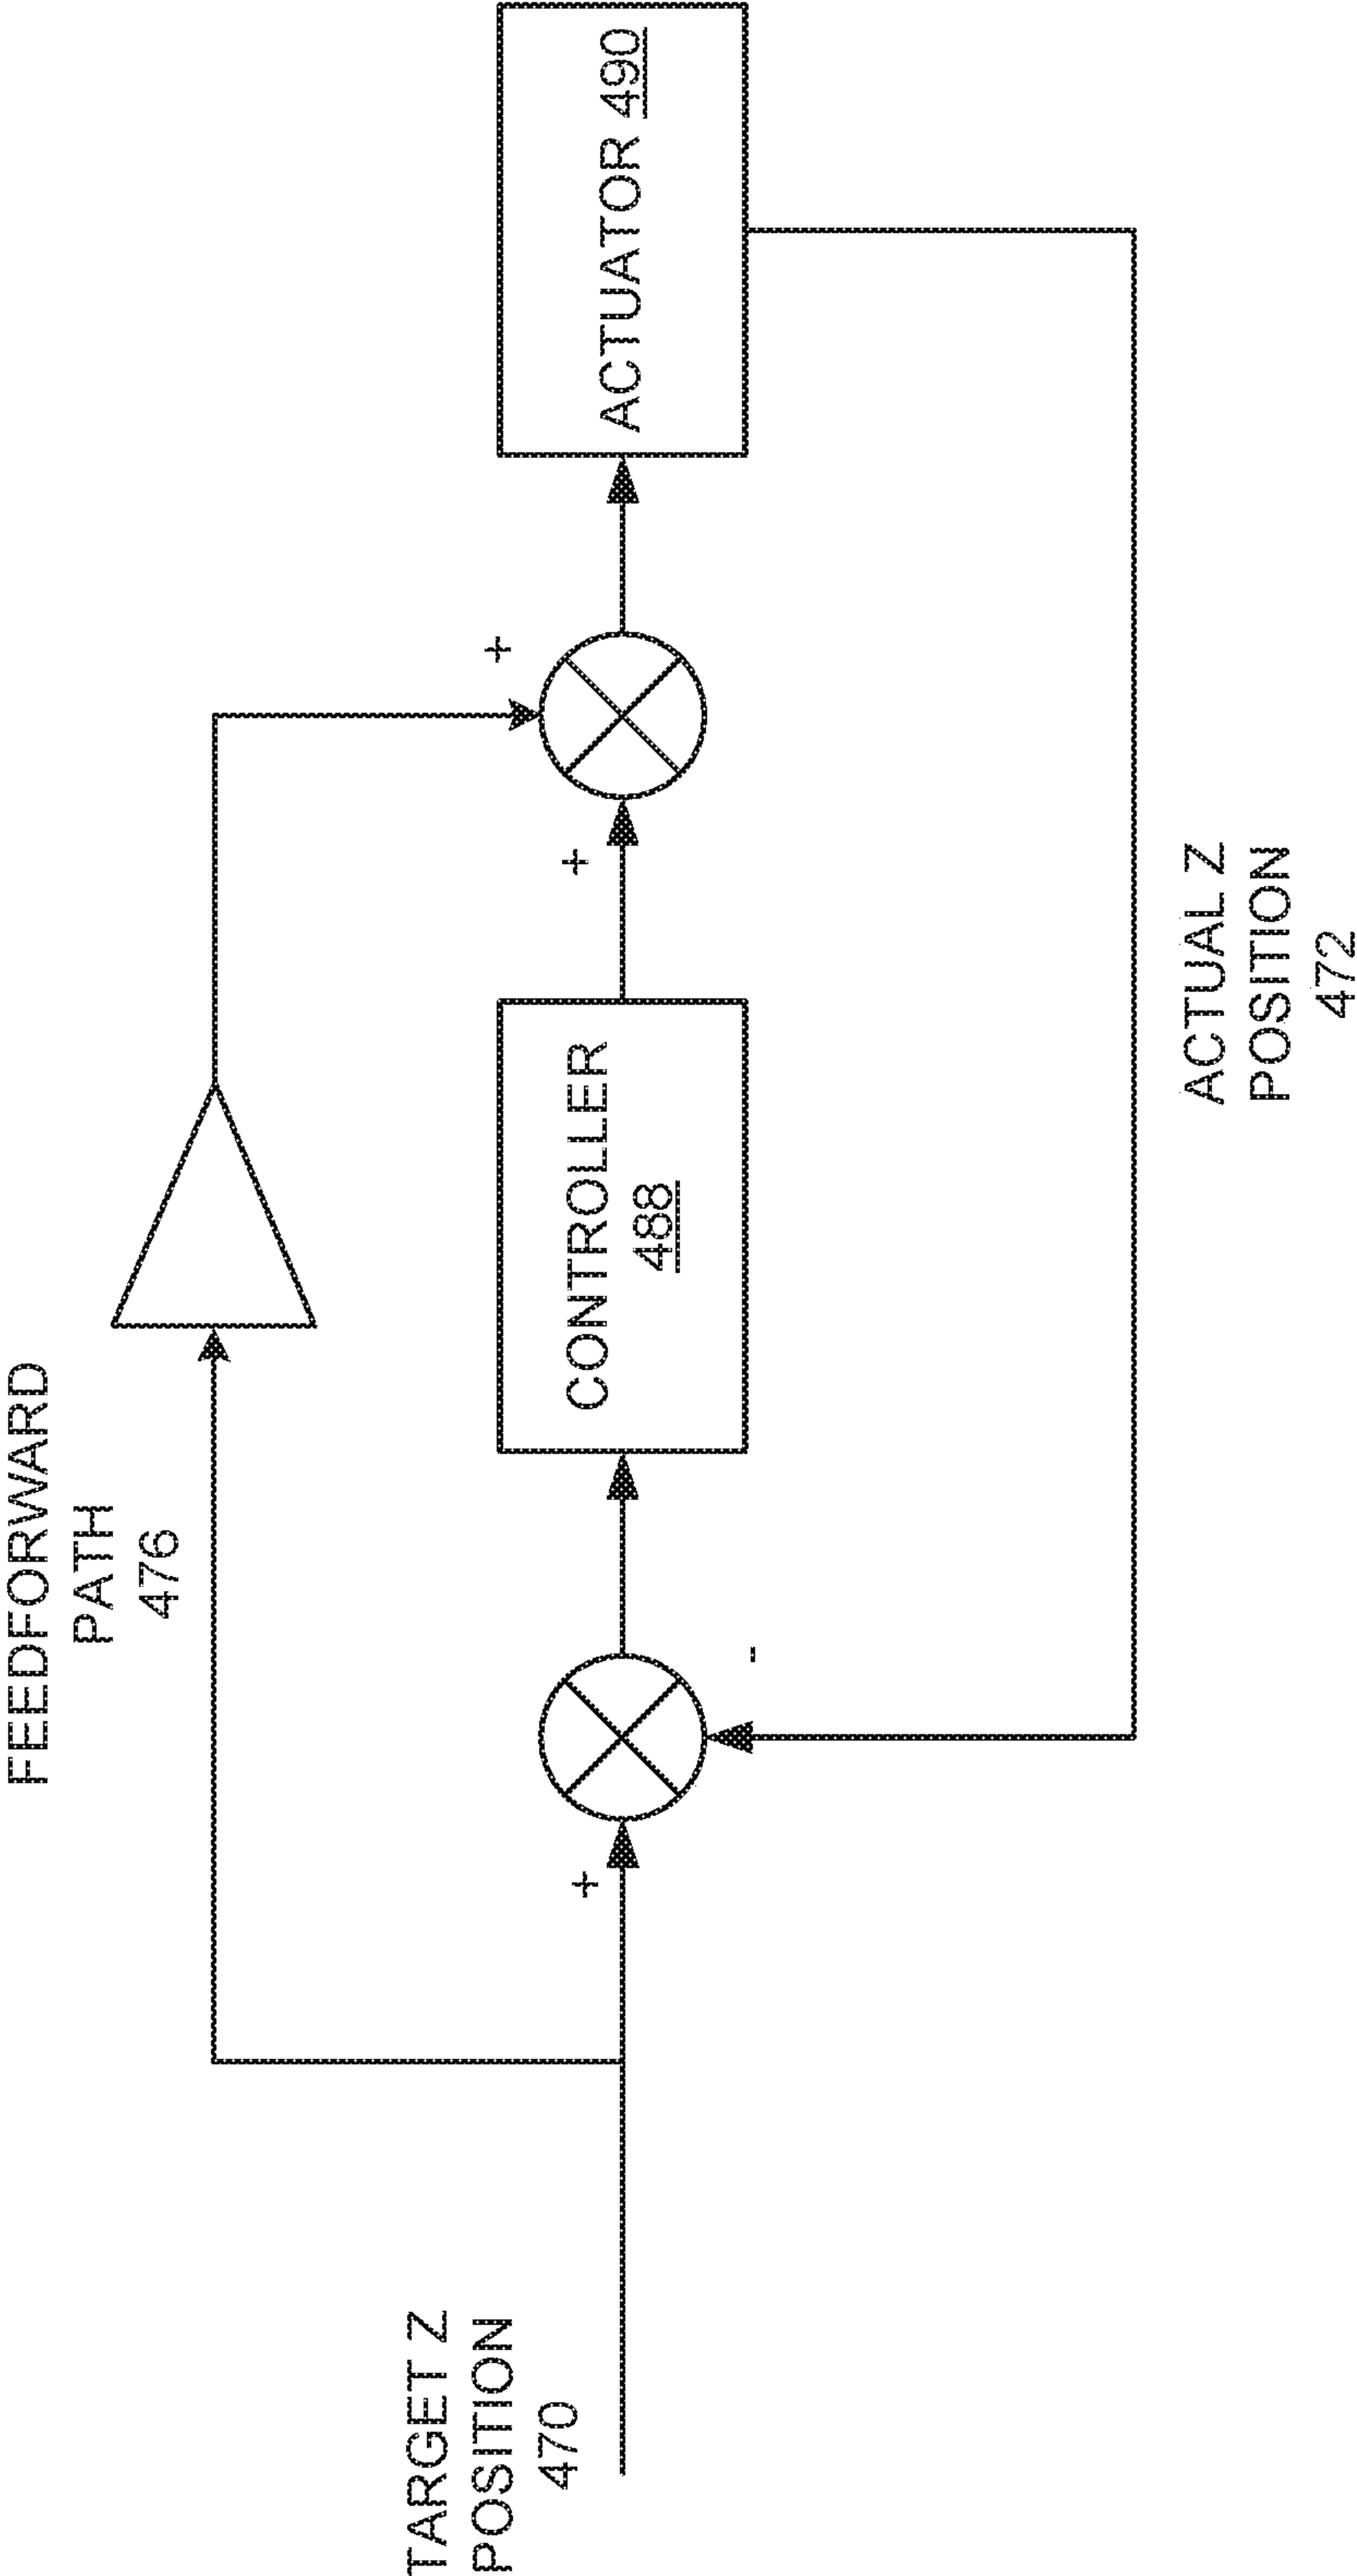 FEEDFORWARD
PATH
476
TARGET Z
POSITION
470
+
-
CONTROLLER
488
+
+
ACTUATOR 490
ACTUAL Z
POSITION
472